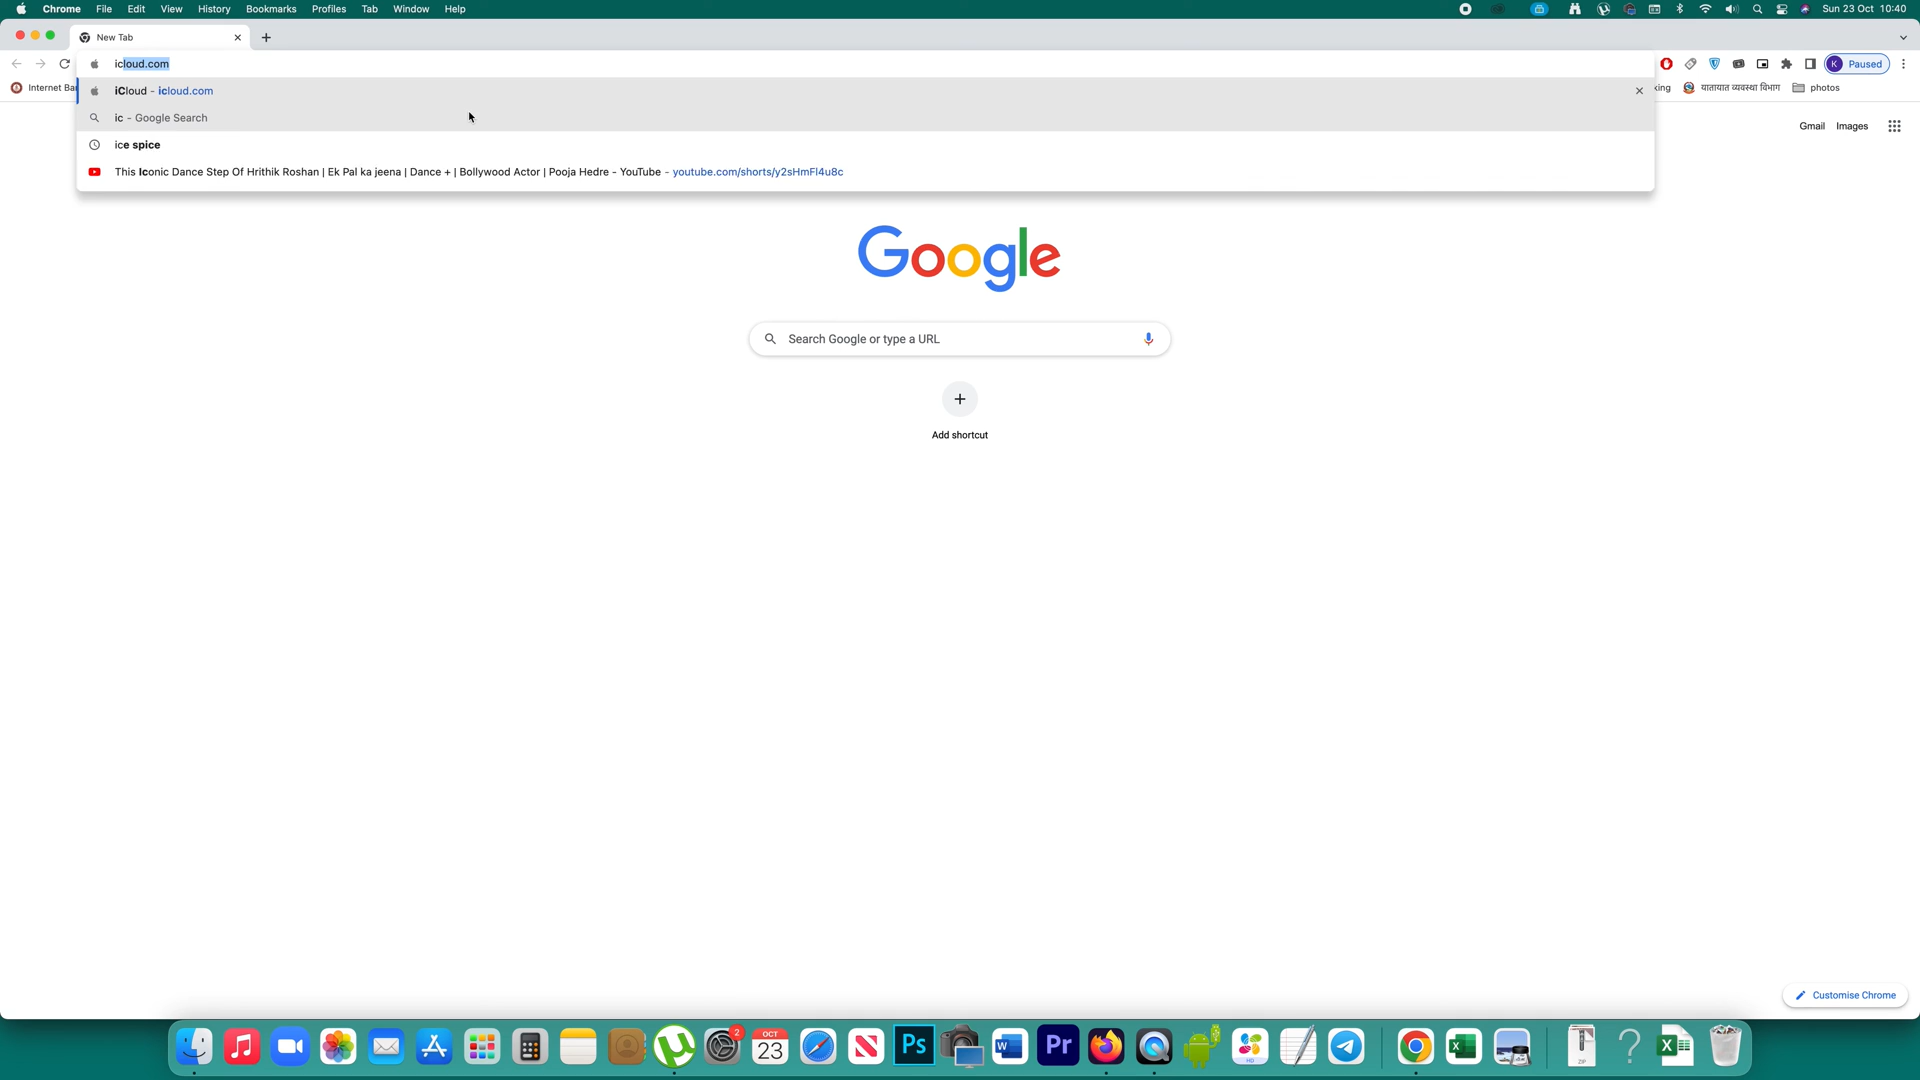 Chrome File Edit View History Bookmarks Profiles Tab Window Help Sun 23 Oct 10:40
New Tab
icloud.com
K Paused
iCloud - icloud.com
Internet Ba
king यातायात व्यवस्था विभाग photos
ic - Google Search
Gmail Images
ice spice
This Iconic Dance Step Of Hrithik Roshan | Ek Pal ka jeena | Dance + | Bollywood Actor | Pooja Hedre - YouTube - youtube.com/shorts/y2sHmFl4u8c
Google
Search Google or type a URL
Add shortcut
Customise Chrome
2
OCT
23
Ps
W
Pr
HD
X
ZIP
?
X